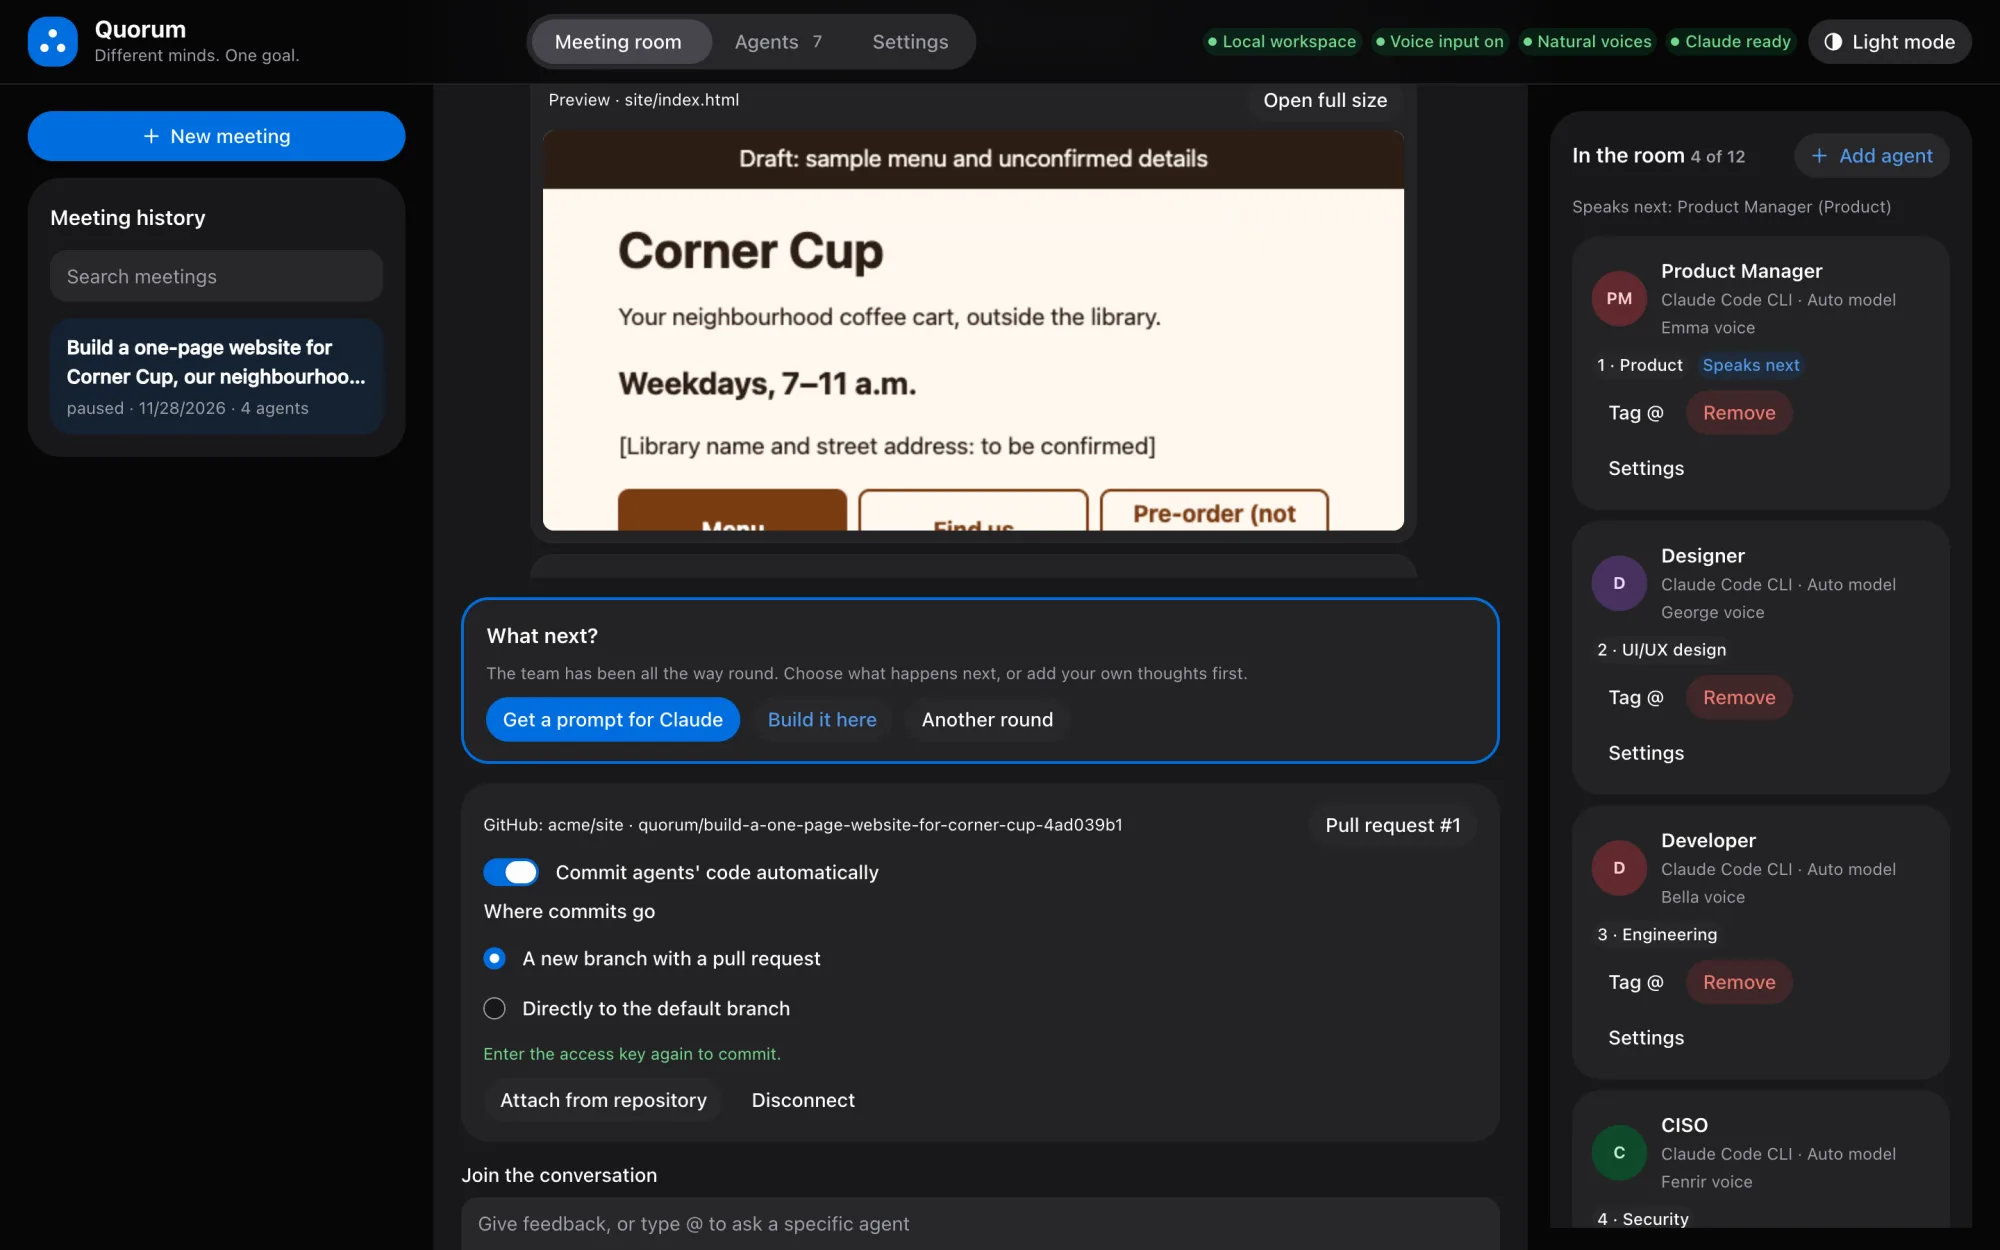 Quorum
Different minds. One goal.
Meeting room
Agents 7
Settings
Local workspace
Voice input on
Natural voices
Claude ready
Light mode
+ New meeting
Meeting history
Search meetings
Build a one-page website for
Corner Cup, our neighbourhoo...
paused · 11/28/2026 · 4 agents
Preview · site/index.html
Open full size
Draft: sample menu and unconfirmed details
Corner Cup
Your neighbourhood coffee cart, outside the library.
Weekdays, 7–11 a.m.
[Library name and street address: to be confirmed]
Menu
Find us
Pre-order (not
What next?
The team has been all the way round. Choose what happens next, or add your own thoughts first.
Get a prompt for Claude
Build it here
Another round
GitHub: acme/site · quorum/build-a-one-page-website-for-corner-cup-4ad039b1
Pull request #1
Commit agents' code automatically
Where commits go
A new branch with a pull request
Directly to the default branch
Enter the access key again to commit.
Attach from repository
Disconnect
Join the conversation
Give feedback, or type @ to ask a specific agent
In the room 4 of 12
+ Add agent
Speaks next: Product Manager (Product)
PM
Product Manager
Claude Code CLI · Auto model
Emma voice
1 · Product
Speaks next
Tag @
Remove
Settings
D
Designer
Claude Code CLI · Auto model
George voice
2 · UI/UX design
Tag @
Remove
Settings
D
Developer
Claude Code CLI · Auto model
Bella voice
3 · Engineering
Tag @
Remove
Settings
C
CISO
Claude Code CLI · Auto model
Fenrir voice
4 · Security